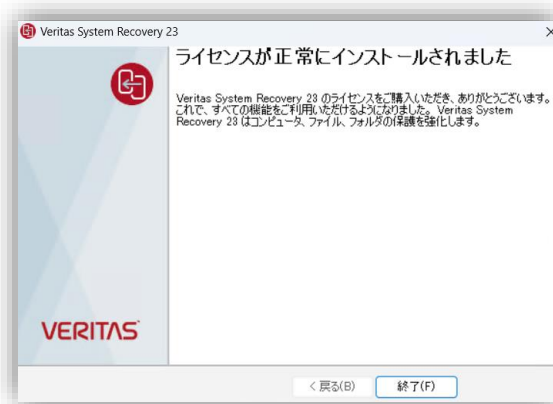 Veritas System Recovery 23
ライセンスが正常にインストールされました
Veritas System Recovery 23 のライセンスをご購入いただき、ありがとうございます。
これで、すべての機能をご利用いただけるようになりました。Veritas System
Recovery 23 はコンピュータ、ファイル、フォルダの保護を強化します。
VERITAS
< 戻る(B)
終了(F)